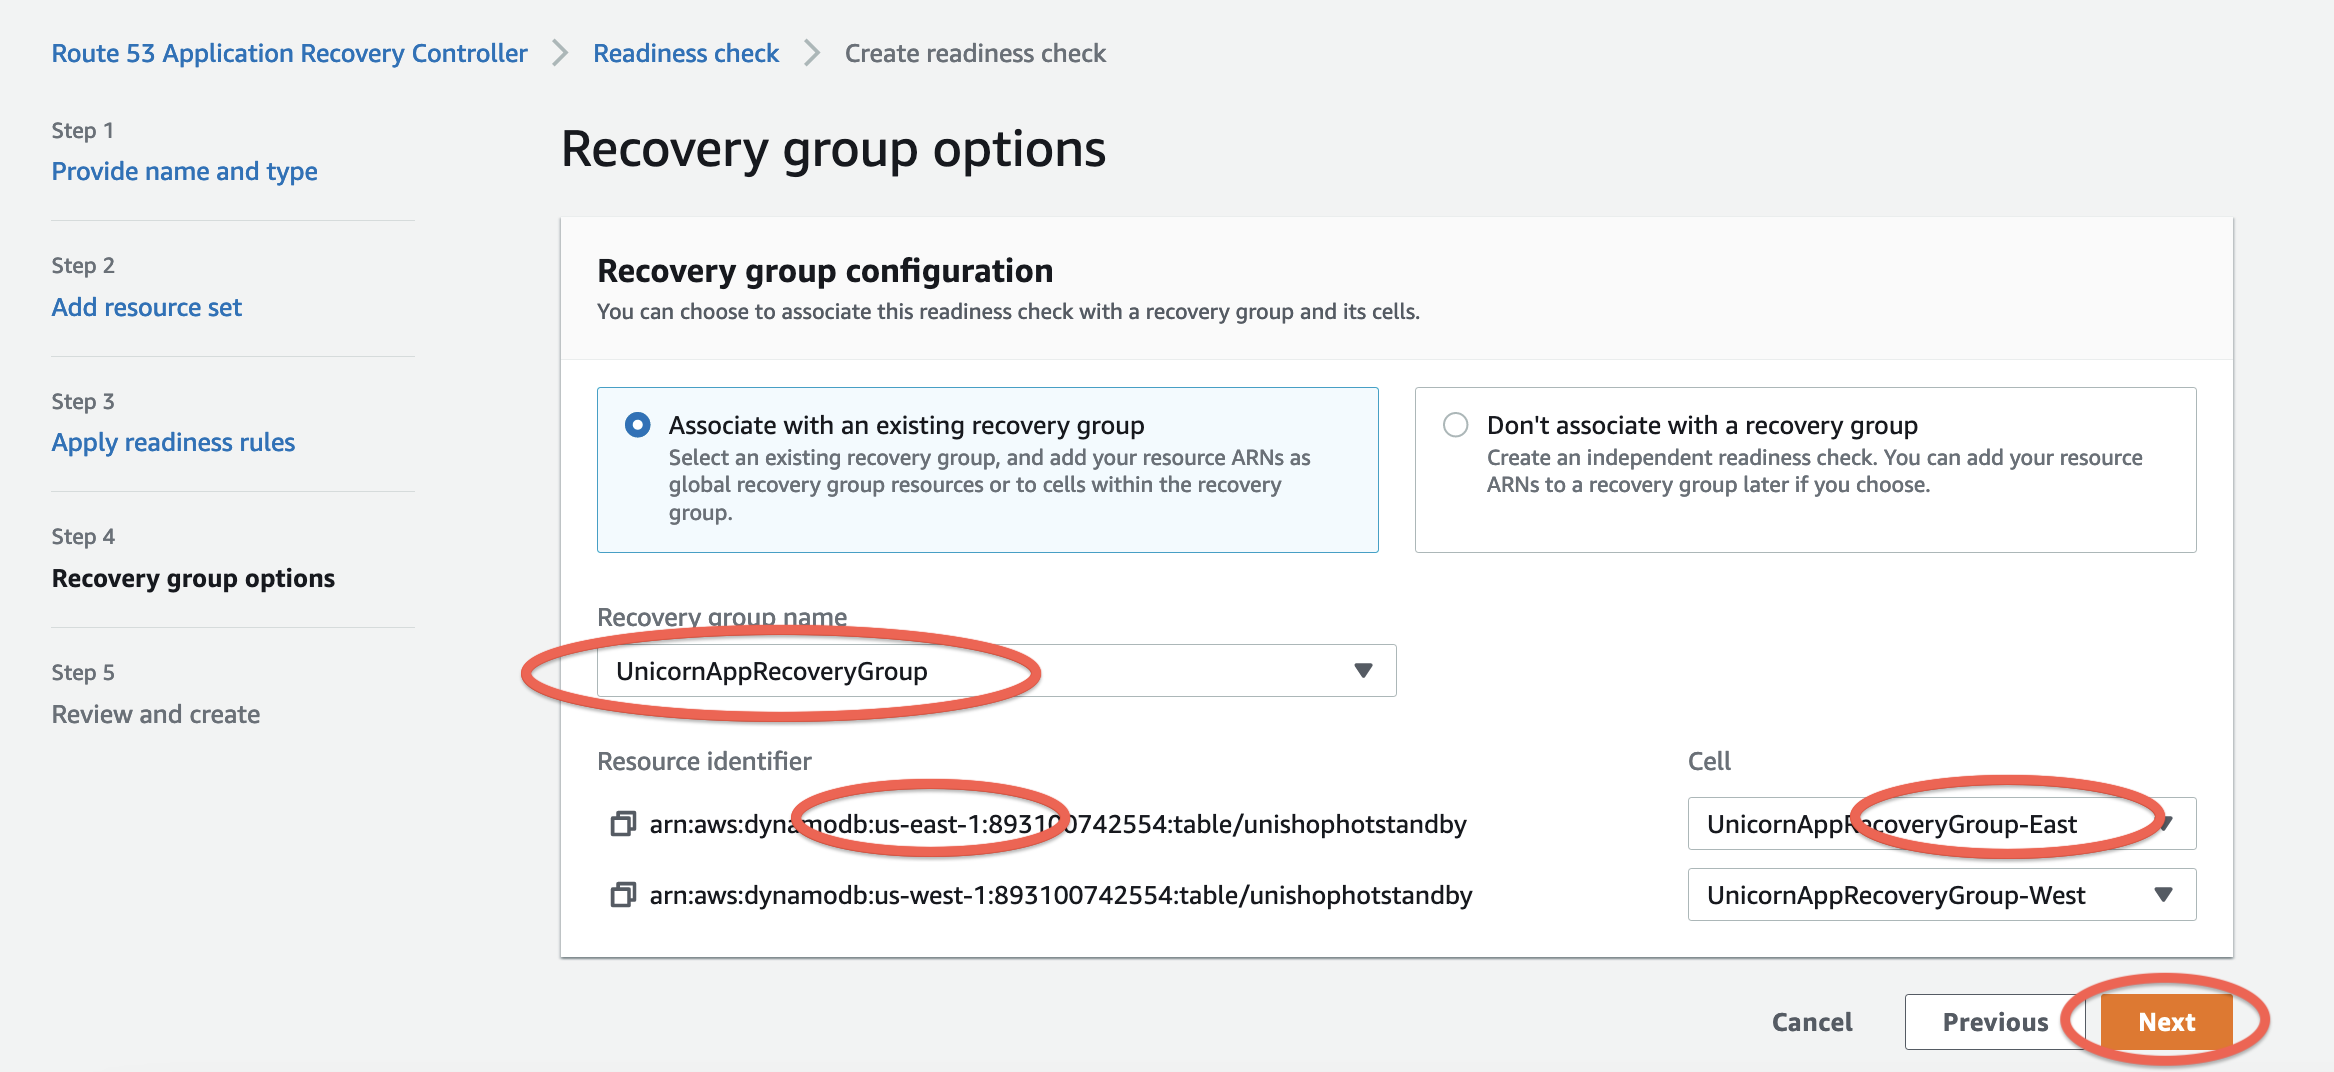 Route 53 Application Recovery Controller > Readiness check > Create readiness check
Step 1
Provide name and type
Step 2
Add resource set
Step 3
Apply readiness rules
Step 4
Recovery group options
Step 5
Review and create
Recovery group options
Recovery group configuration
You can choose to associate this readiness check with a recovery group and its cells.
Associate with an existing recovery group
Select an existing recovery group, and add your resource ARNs as
global recovery group resources or to cells within the recovery
group.
Don't associate with a recovery group
Create an independent readiness check. You can add your resource
ARNs to a recovery group later if you choose.
Recovery group name
UnicornAppRecoveryGroup
Resource identifier
Cell
arn:aws:dynamodb:us-east-1:893100742554:table/unishophotstandby
UnicornAppRecoveryGroup-East
arn:aws:dynamodb:us-west-1:893100742554:table/unishophotstandby
UnicornAppRecoveryGroup-West
Cancel
Previous
Next